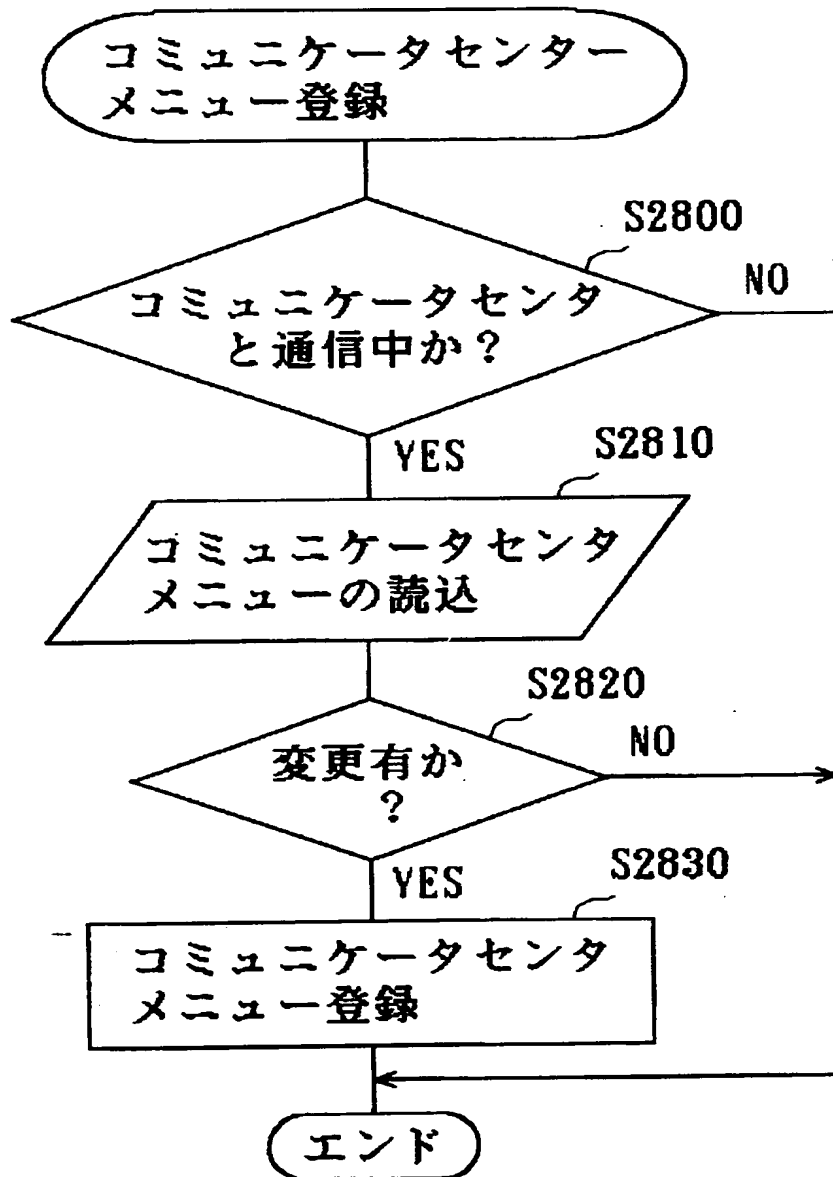 コミュニケータセンター
メニュー登録
S2800
コミュニケータセンタ
と通信中か？
NO
YES
S2810
コミュニケータセンタ
メニューの読込
S2820
変更有か
？
NO
YES
S2830
コミュニケータセンタ
メニュー登録
エンド